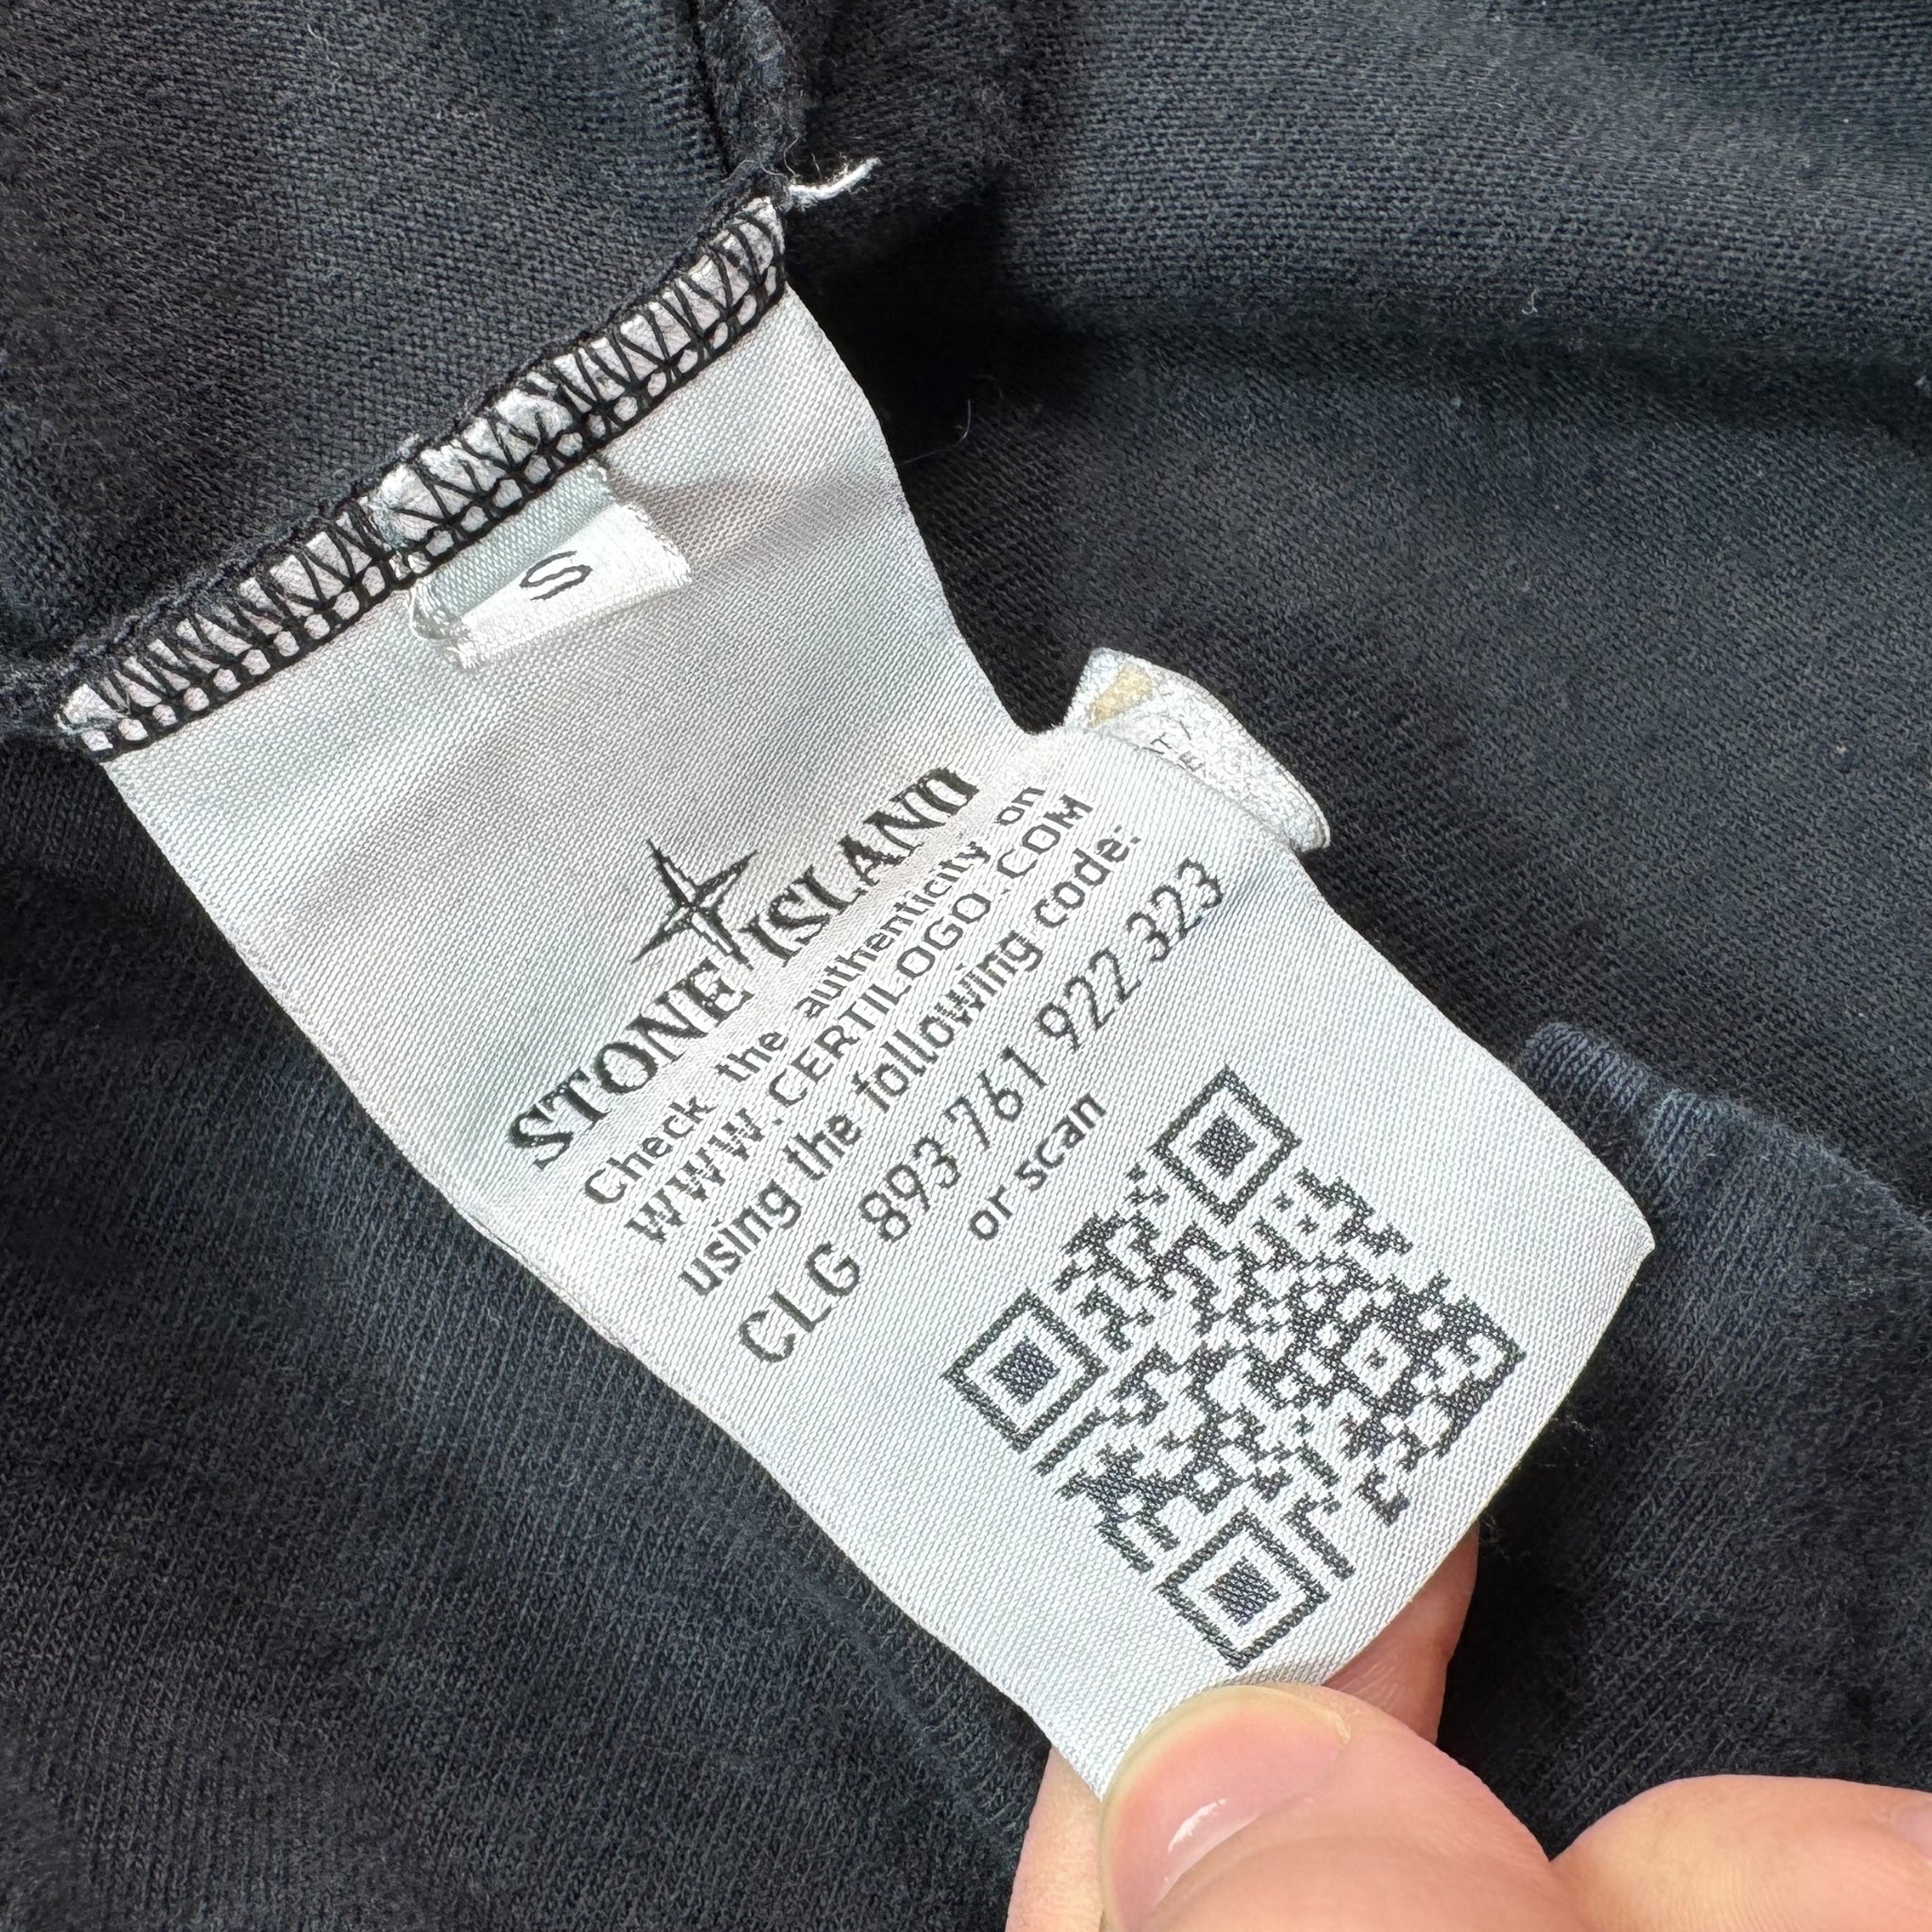 S
STONE ISLAND
Check the authenticity on
WWW.CERTILOGO.COM
using the following code:
CLG 893 761 922 323
or scan